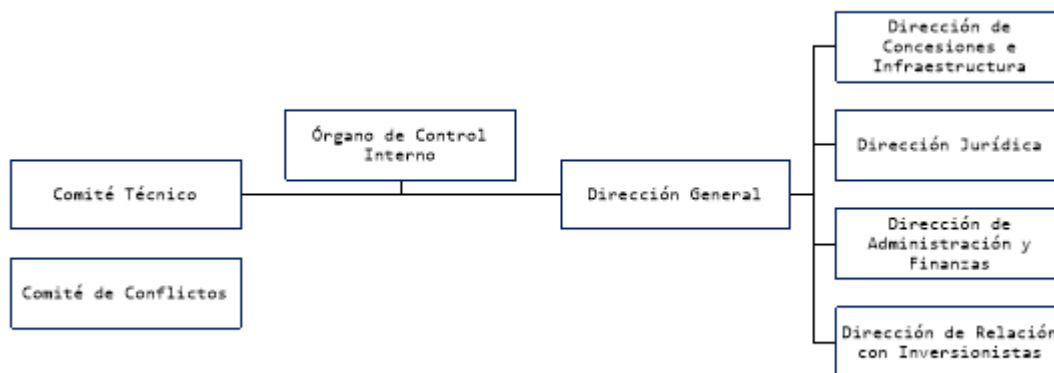 Comité Técnico
Comité de Conflictos
Órgano de Control
Interno
Dirección General
Dirección de
Concesiones e
Infraestructura
Dirección Jurídica
Dirección de
Administración y
Finanzas
Dirección de Relación
con Inversionistas